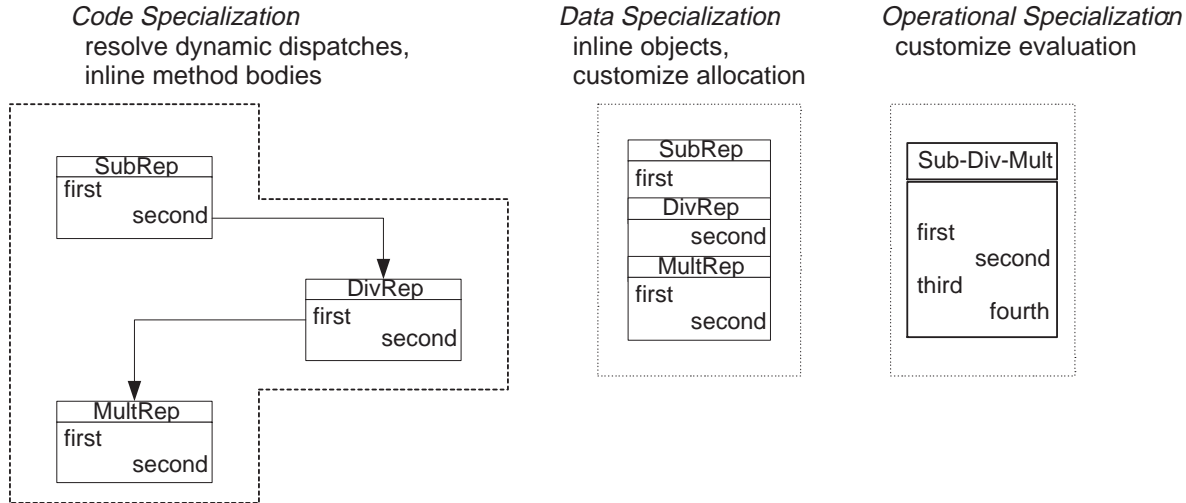 Code Specialization
resolve dynamic dispatches,
inline method bodies
SubRep
first
second
DivRep
first
second
MultRep
first
second
Data Specialization
inline objects,
customize allocation
SubRep
first
DivRep
second
MultRep
first
second
Operational Specialization
customize evaluation
Sub-Div-Mult
first
second
third
fourth